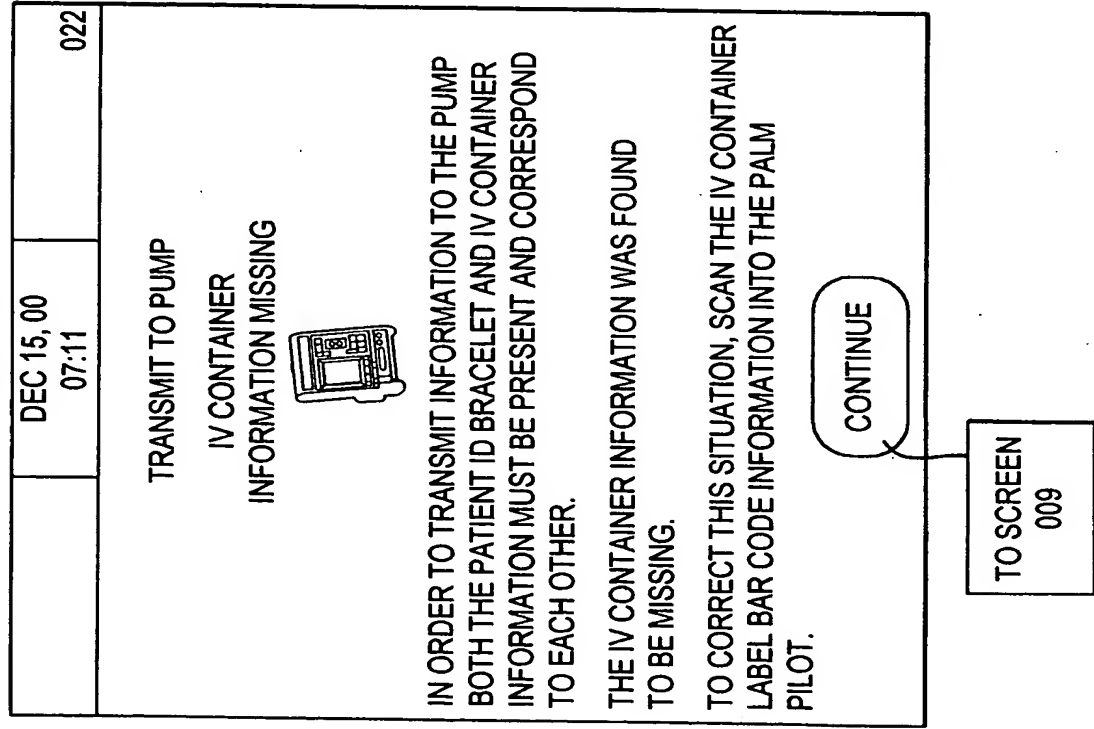 DEC 15, 00
07:11
022
TRANSMIT TO PUMP
IV CONTAINER
INFORMATION MISSING
IN ORDER TO TRANSMIT INFORMATION TO THE PUMP
BOTH THE PATIENT ID BRACELET AND IV CONTAINER
INFORMATION MUST BE PRESENT AND CORRESPOND
TO EACH OTHER.
THE IV CONTAINER INFORMATION WAS FOUND
TO BE MISSING.
TO CORRECT THIS SITUATION, SCAN THE IV CONTAINER
LABEL BAR CODE INFORMATION INTO THE PALM
PILOT.
CONTINUE
TO SCREEN
009